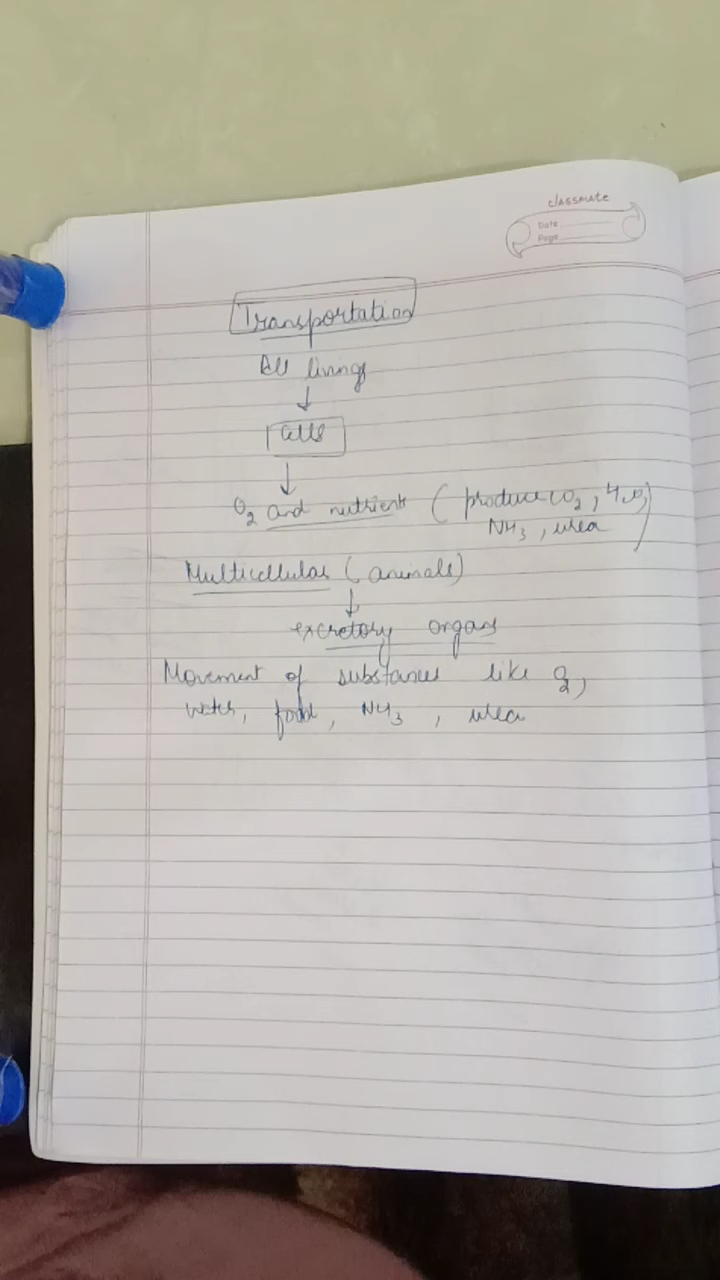 classmate
Date
Page
Transportation
All livings
↓
Cells
↓
O₂ and nutrient (produce CO₂, H₂O,
NH₃, urea)
Multicellular (animals)
↓
excretory organs
Movement of substances like O₂,
water, food, NH₃, urea